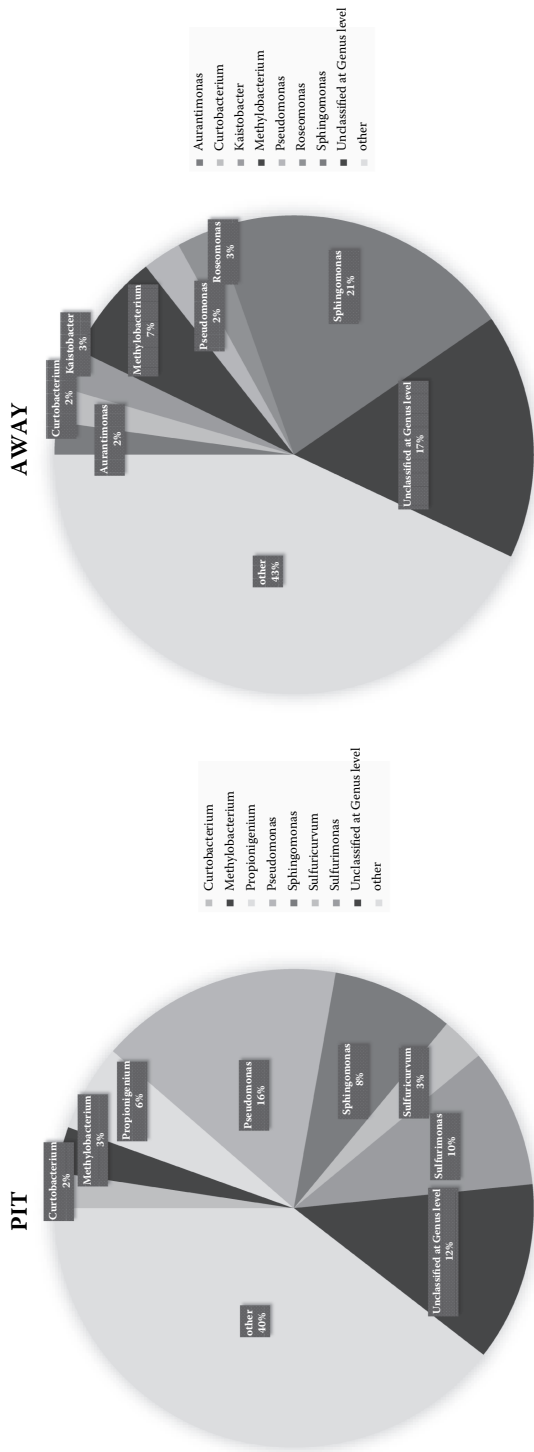 PIT
Curtobacterium
2%
Methylobacterium
3%
Propionigenium
6%
Pseudomonas
16%
Sphingomonas
8%
Sulfuricurvum
3%
Sulfurimonas
10%
Unclassified at Genus level
12%
other
40%
Curtobacterium
Methylobacterium
Propionigenium
Pseudomonas
Sphingomonas
Sulfuricurvum
Sulfurimonas
Unclassified at Genus level
other
AWAY
Aurantimonas
2%
Curtobacterium
2%
Kaistobacter
3%
Methylobacterium
7%
Pseudomonas
2%
Roseomonas
3%
Sphingomonas
21%
Unclassified at Genus level
17%
other
43%
Aurantimonas
Curtobacterium
Kaistobacter
Methylobacterium
Pseudomonas
Roseomonas
Sphingomonas
Unclassified at Genus level
other